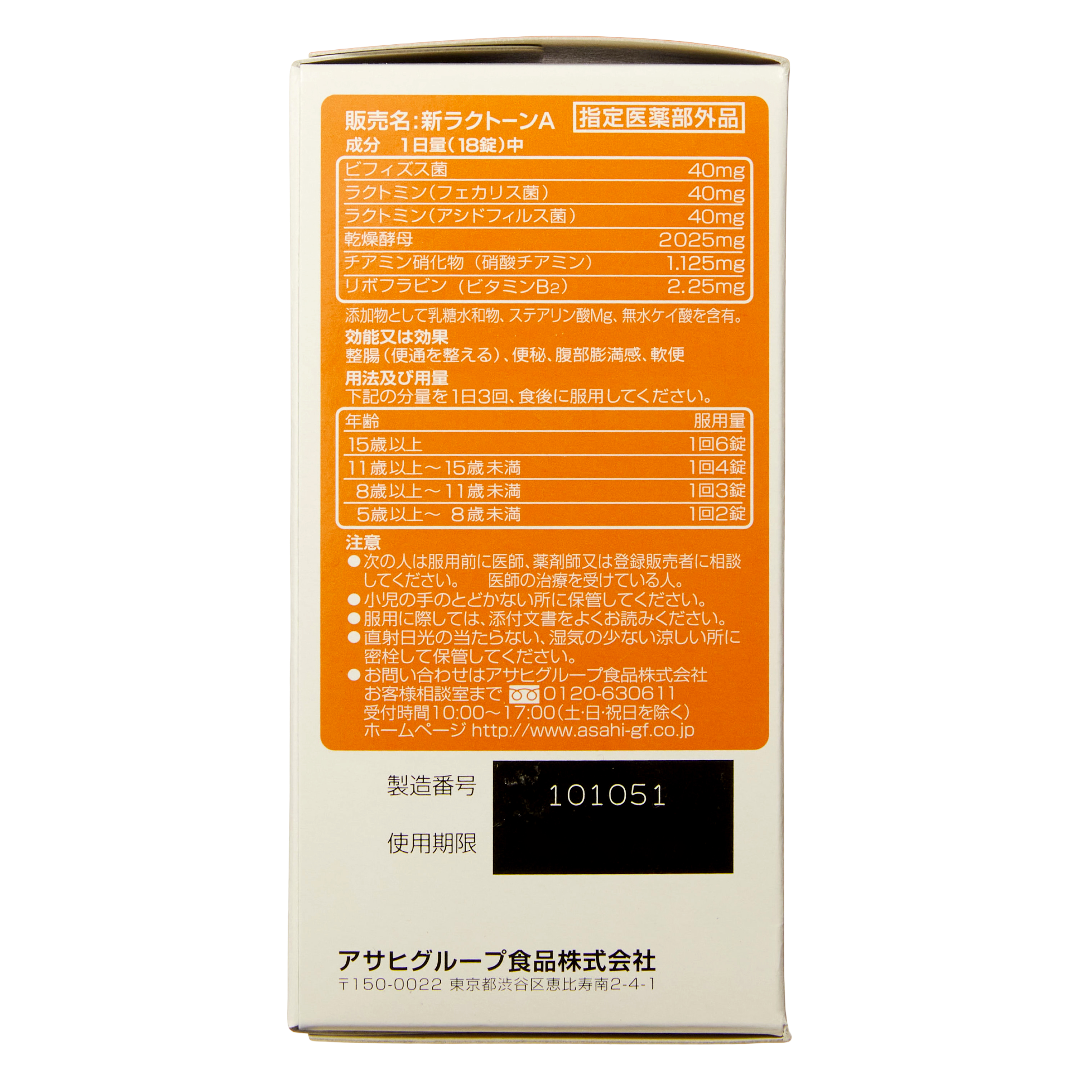 販売名:新ラクトーンA 指定医薬部外品
成分 1日量(18錠)中
ビフィズス菌 40mg
ラクトミン(フェカリス菌) 40mg
ラクトミン(アシドフィルス菌) 40mg
乾燥酵母 2025mg
チアミン硝化物(硝酸チアミン) 1.125mg
リボフラビン(ビタミンB2) 2.25mg
添加物として乳糖水和物、ステアリン酸Mg、無水ケイ酸を含有。
効能又は効果
整腸(便通を整える)、便秘、腹部膨満感、軟便
用法及び用量
下記の分量を1日3回、食後に服用してください。
年齢 服用量
15歳以上 1回6錠
11歳以上〜15歳未満 1回4錠
8歳以上〜11歳未満 1回3錠
5歳以上〜 8歳未満 1回2錠
注意
●次の人は服用前に医師、薬剤師又は登録販売者に相談
してください。 医師の治療を受けている人。
●小児の手のとどかない所に保管してください。
●服用に際しては、添付文書をよくお読みください。
●直射日光の当たらない、湿気の少ない涼しい所に
密栓して保管してください。
●お問い合わせはアサヒグループ食品株式会社
お客様相談室まで 0120-630611
受付時間10:00〜17:00(土・日・祝日を除く)
ホームページ http://www.asahi-gf.co.jp
製造番号 101051
使用期限
アサヒグループ食品株式会社
〒150-0022 東京都渋谷区恵比寿南2-4-1